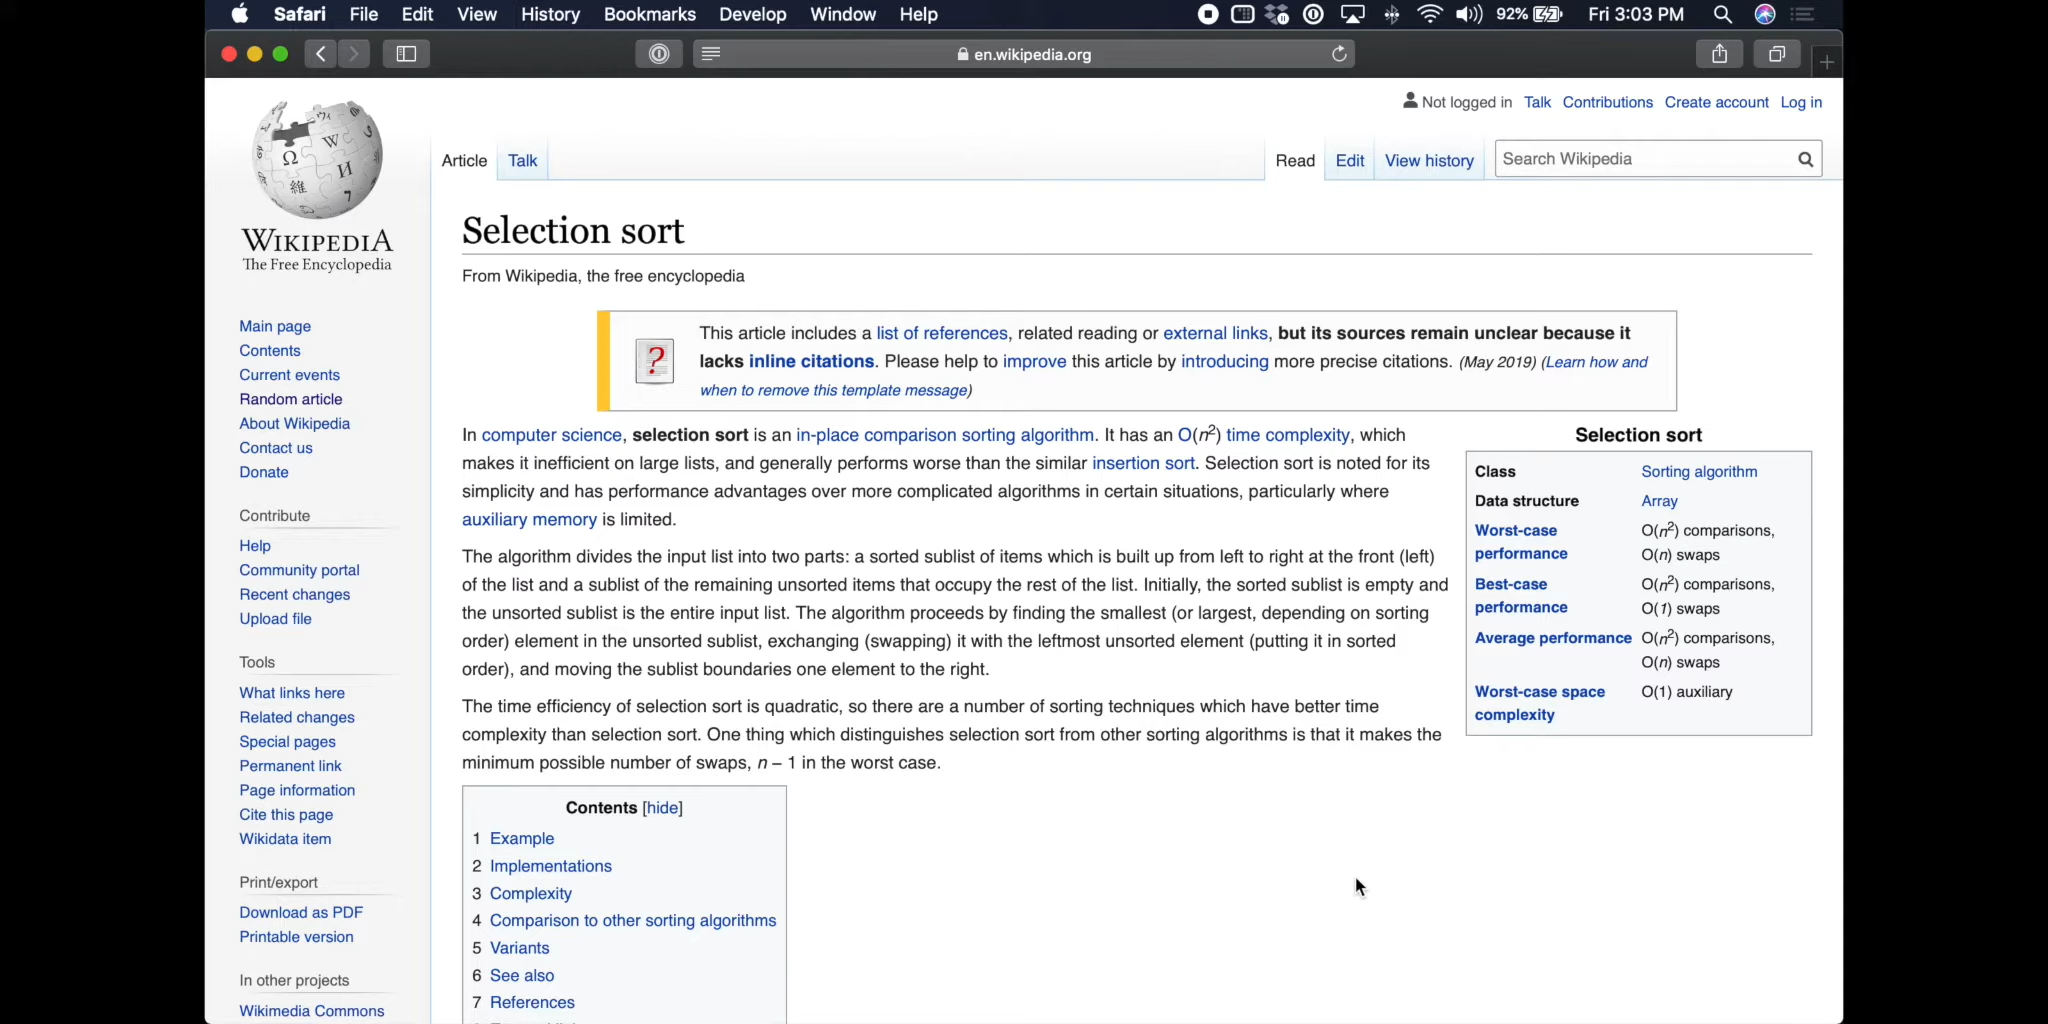 Safari File Edit View History Bookmarks Develop Window Help 92% Fri 3:03 PM
en.wikipedia.org
Not logged in Talk Contributions Create account Log in
Article Talk Read Edit View history Search Wikipedia
WIKIPEDIA
The Free Encyclopedia
Main page
Contents
Current events
Random article
About Wikipedia
Contact us
Donate
Contribute
Help
Community portal
Recent changes
Upload file
Tools
What links here
Related changes
Special pages
Permanent link
Page information
Cite this page
Wikidata item
Print/export
Download as PDF
Printable version
In other projects
Wikimedia Commons
Selection sort
From Wikipedia, the free encyclopedia
This article includes a list of references, related reading or external links, but its sources remain unclear because it
lacks inline citations. Please help to improve this article by introducing more precise citations. (May 2019) (Learn how and
when to remove this template message)
In computer science, selection sort is an in-place comparison sorting algorithm. It has an O(n²) time complexity, which
makes it inefficient on large lists, and generally performs worse than the similar insertion sort. Selection sort is noted for its
simplicity and has performance advantages over more complicated algorithms in certain situations, particularly where
auxiliary memory is limited.
The algorithm divides the input list into two parts: a sorted sublist of items which is built up from left to right at the front (left)
of the list and a sublist of the remaining unsorted items that occupy the rest of the list. Initially, the sorted sublist is empty and
the unsorted sublist is the entire input list. The algorithm proceeds by finding the smallest (or largest, depending on sorting
order) element in the unsorted sublist, exchanging (swapping) it with the leftmost unsorted element (putting it in sorted
order), and moving the sublist boundaries one element to the right.
The time efficiency of selection sort is quadratic, so there are a number of sorting techniques which have better time
complexity than selection sort. One thing which distinguishes selection sort from other sorting algorithms is that it makes the
minimum possible number of swaps, n − 1 in the worst case.
Selection sort
Class Sorting algorithm
Data structure Array
Worst-case O(n²) comparisons,
performance O(n) swaps
Best-case O(n²) comparisons,
performance O(1) swaps
Average performance O(n²) comparisons,
O(n) swaps
Worst-case space O(1) auxiliary
complexity
Contents [hide]
1 Example
2 Implementations
3 Complexity
4 Comparison to other sorting algorithms
5 Variants
6 See also
7 References